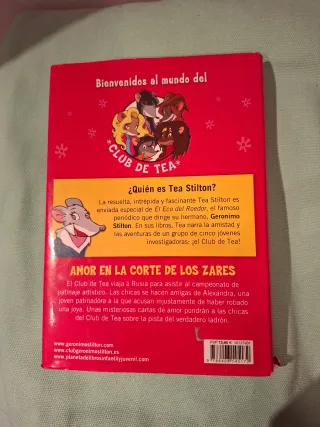 Bienvenidos al mundo del
CLUB DE TEA
¿Quién es Tea Stilton?
La resuelta, intrépida y fascinante Tea Stilton es
enviada especial de El Eco del Roedor, el famoso
periódico que dirige su hermano, Geronimo
Stilton. En sus libros, Tea narra la amistad y
las aventuras de un grupo de cinco jóvenes
investigadoras: ¡el Club de Tea!
AMOR EN LA CORTE DE LOS ZARES
El Club de Tea viaja a Rusia para asistir al campeonato de
patinaje artístico. Las chicas se hacen amigas de Alexandra, una
joven patinadora a la que acusan injustamente de haber robado
una joya. Unas misteriosas cartas de amor pondrán a las chicas
del Club de Tea sobre la pista del verdadero ladrón.
www.geronimostilton.com
www.clubgeronimostilton.es
www.planetadelibrosinfantilyjuvenil.com
PVP